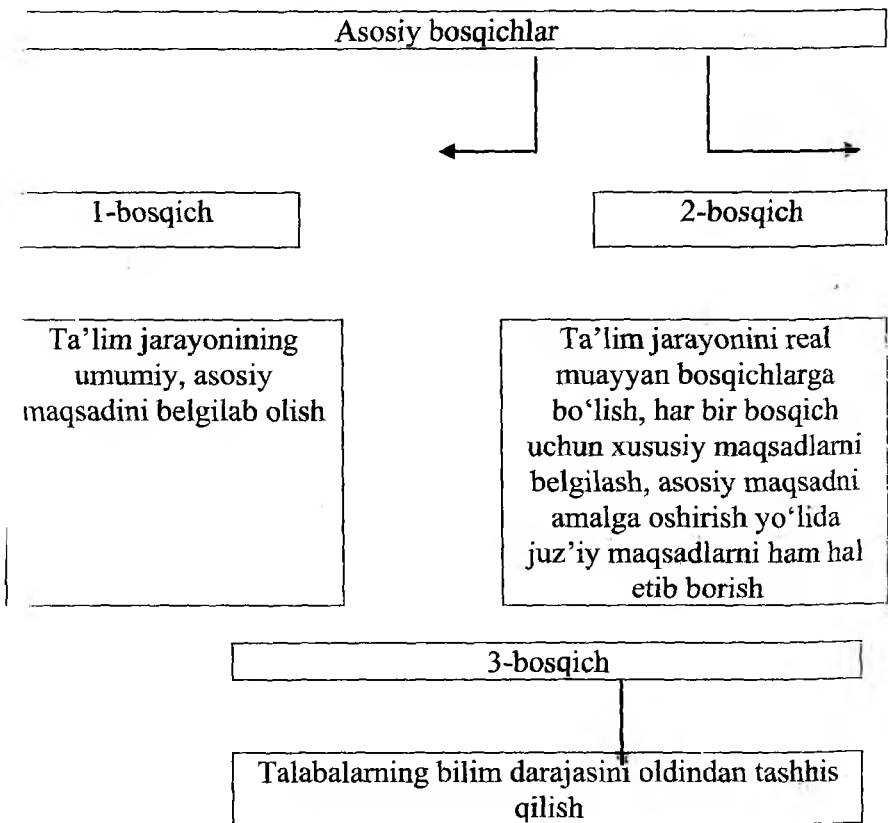 Asosiy bosqichlar
1-bosqich
2-bosqich
Ta’lim jarayonining
umumiy, asosiy
maqsadini belgilab olish
Ta’lim jarayonini real
muayyan bosqichlarga
bo‘lish, har bir bosqich
uchun xususiy maqsadlarni
belgilash, asosiy maqsadni
amalga oshirish yo‘lida
juz’iy maqsadlarni ham hal
etib borish
3-bosqich
Talabalarning bilim darajasini oldindan tashhis
qilish